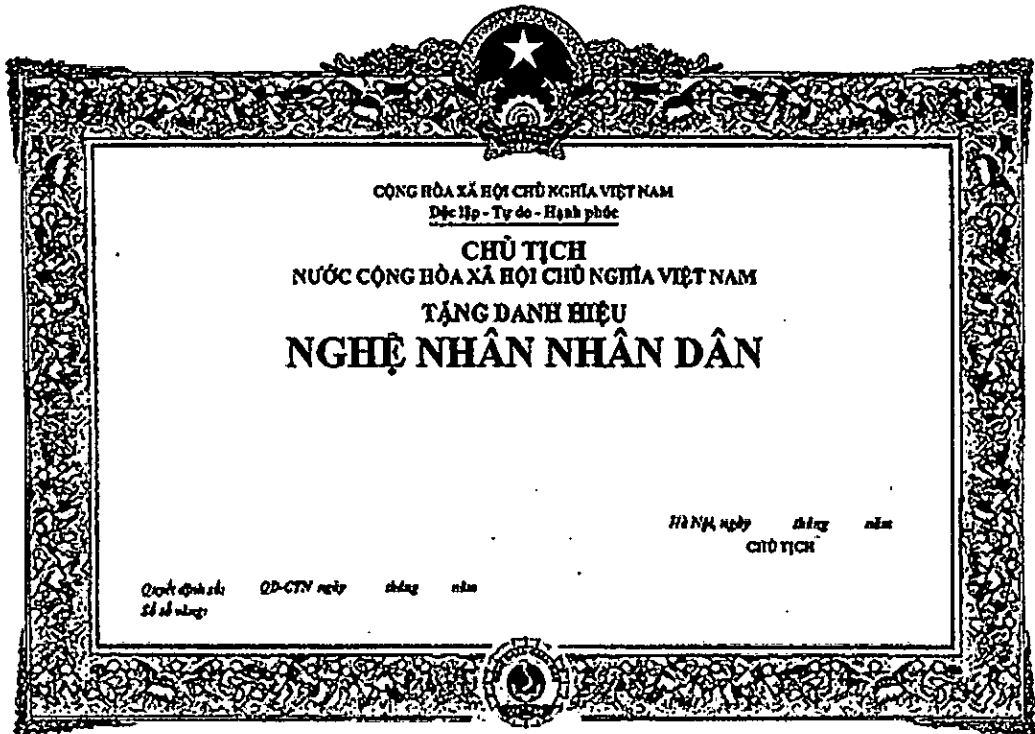 CỘNG HÒA XÃ HỘI CHỦ NGHĨA VIỆT NAM
Độc lập - Tự do - Hạnh phúc
CHỦ TỊCH
NƯỚC CỘNG HÒA XÃ HỘI CHỦ NGHĨA VIỆT NAM
TẶNG DANH HIỆU
NGHỆ NHÂN NHÂN DÂN
Hà Nội, ngày tháng năm
CHỦ TỊCH
Quyết định số: QĐ-CTN ngày tháng năm
Số sổ vàng: